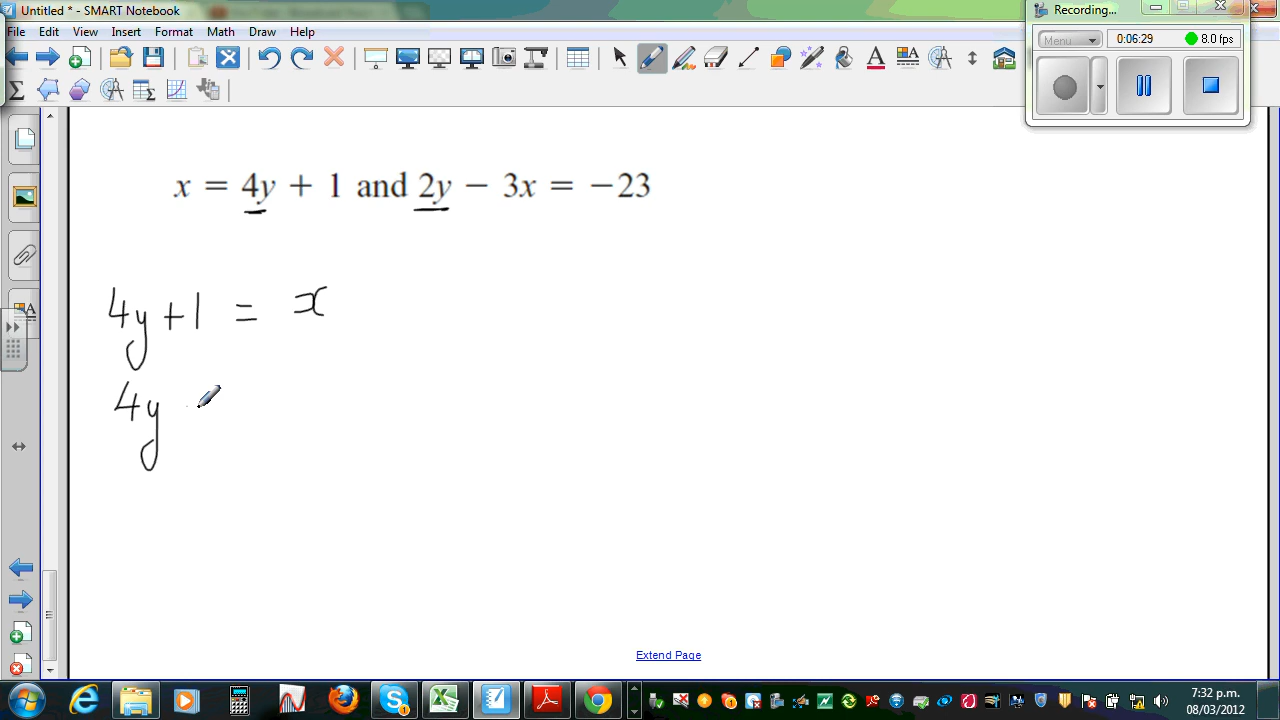 Untitled * - SMART Notebook
Recording...
File Edit View Insert Format Math Draw Help
Menu
0:06:29
8.0 fps
x = 4y + 1 and 2y − 3x = −23
4y + 1 = x
4y
Extend Page
7:32 p.m.
08/03/2012